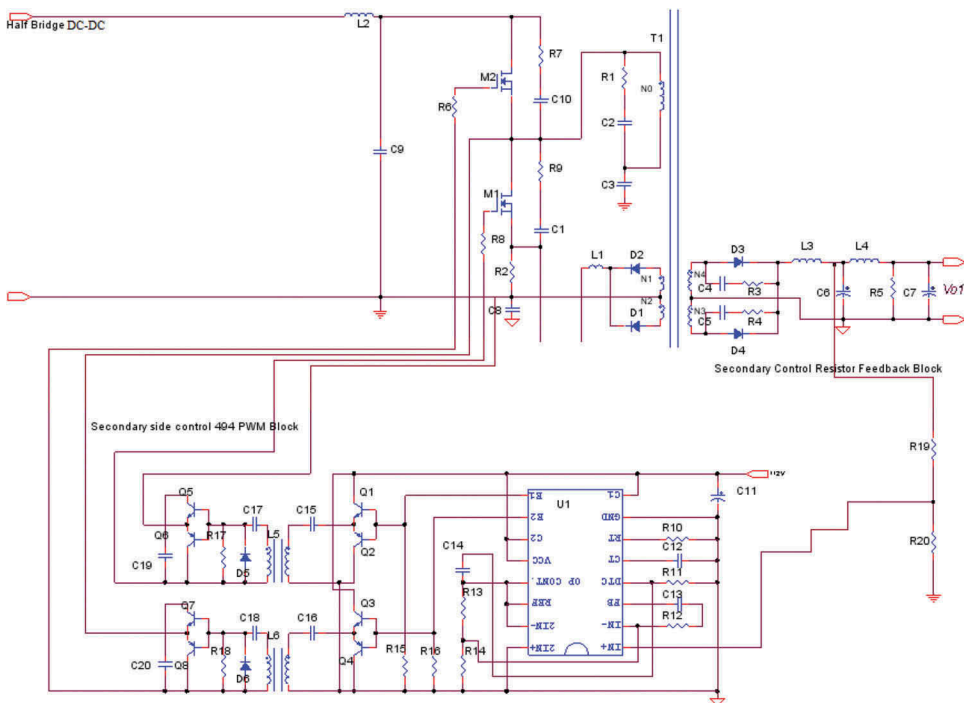 Half Bridge DC-DC
L2
T1
R7
M2
R1
N0
R6
C10
C2
C9
R9
M1
C3
R8
C1
R2
L1
D2
N1
N2
D1
C8
D3
L3
L4
N4
C4
R3
C6
R5
C7
Vo1
N3
C5
R4
D4
Secondary Control Resistor Feedback Block
Secondary side control 494 PWM Block
R19
R20
Q5
C17
C15
Q1
Q6
R17
L5
Q2
C19
D5
Q7
C18
C16
Q3
C20
Q8
R18
D6
L6
Q4
R15
R16
C14
R13
R14
U1
E1
E2
C2
VCC
OP CONT.
REF
2IN-
2IN+
C1
GND
RT
CT
DTC
FB
IN-
IN+
R10
C12
R11
C13
R12
C11
12V